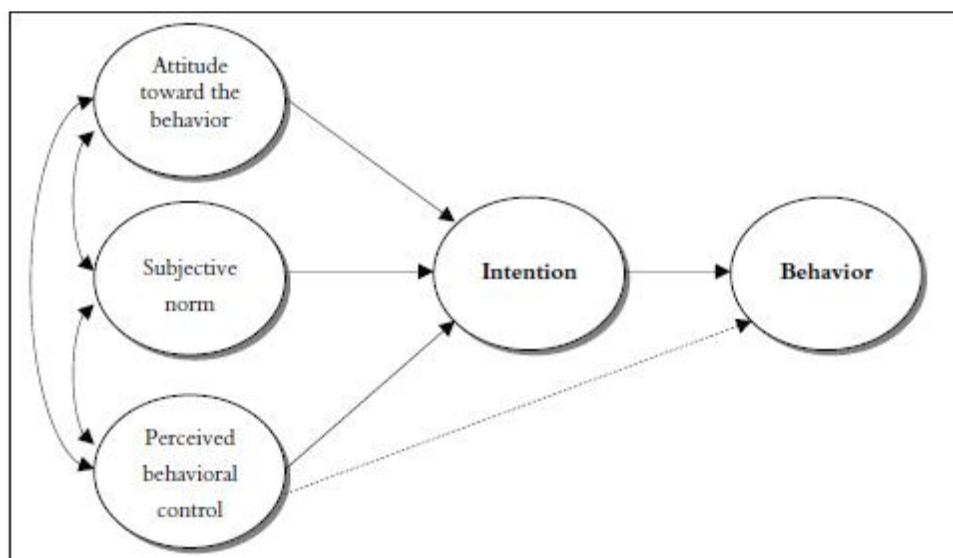 Attitude
toward the
behavior
Subjective
norm
Intention
Behavior
Perceived
behavioral
control